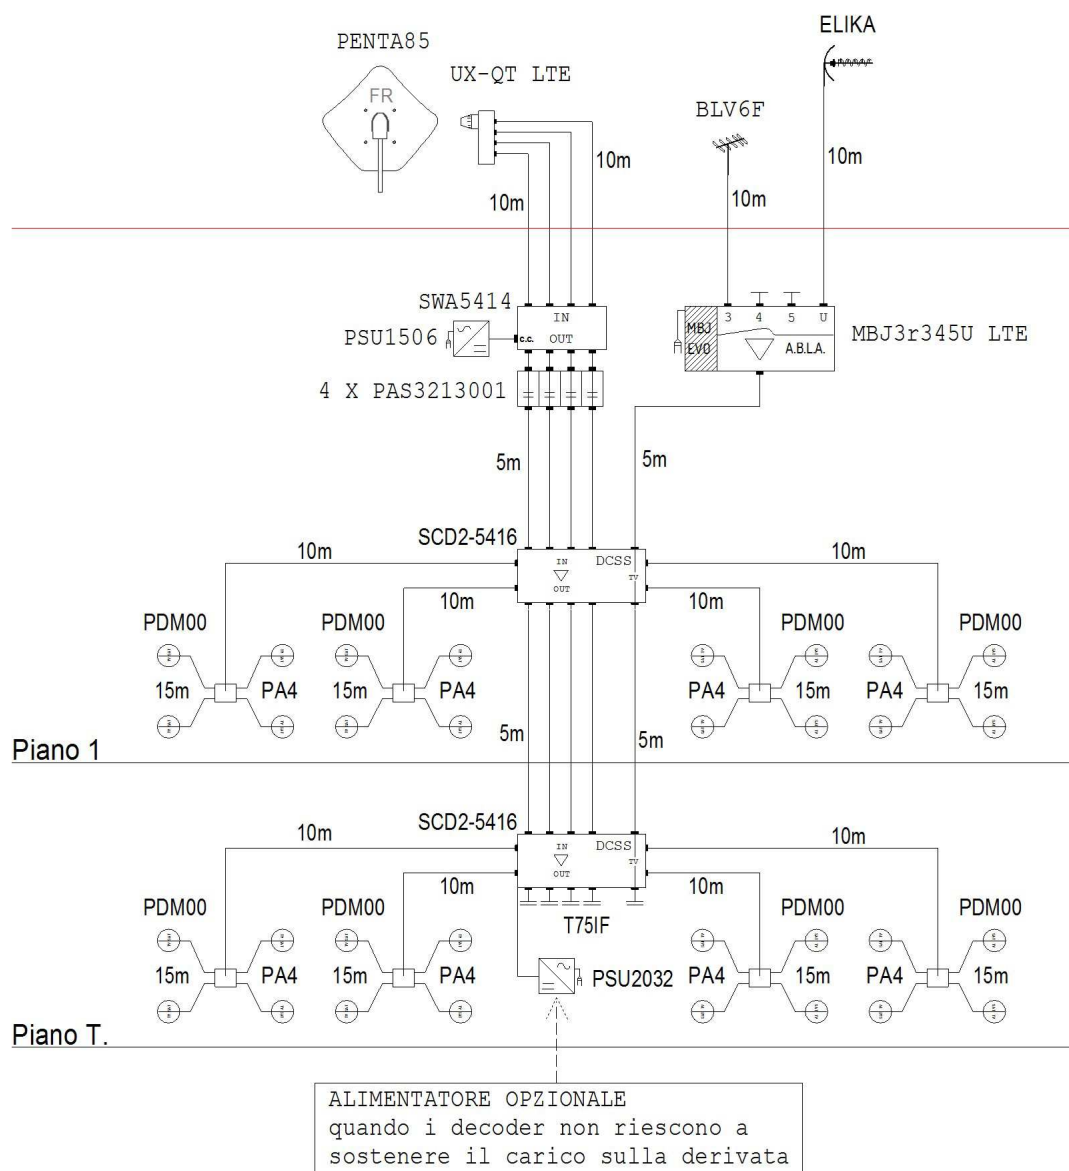 ELIKA
PENTA85
UX-QT LTE
FR
BLV6F
10m
10m
10m
10m
SWA5414
IN
3 4 5 U
PSU1506
c.c.
OUT
MBJ
EVO
A.B.L.A.
MBJ3r345U LTE
4 X PAS3213001
5m
5m
SCD2-5416
10m
IN
DCSS
10m
TV
OUT
10m
10m
PDM00
PDM00
PDM00
PDM00
15m
PA4
15m
PA4
PA4
15m
PA4
15m
5m
5m
Piano 1
SCD2-5416
10m
IN
DCSS
10m
TV
OUT
10m
10m
PDM00
PDM00
T75IF
PDM00
PDM00
15m
PA4
15m
PA4
PSU2032
PA4
15m
PA4
15m
Piano T.
ALIMENTATORE OPZIONALE
quando i decoder non riescono a
sostenere il carico sulla derivata